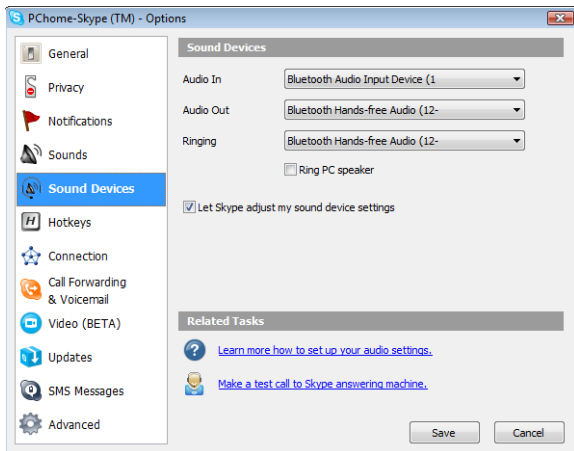 PChome-Skype (TM) - Options
General
Privacy
Notifications
Sounds
Sound Devices
Hotkeys
Connection
Call Forwarding
& Voicemail
Video (BETA)
Updates
SMS Messages
Advanced
Sound Devices
Audio In
Bluetooth Audio Input Device (1
Audio Out
Bluetooth Hands-free Audio (12-
Ringing
Bluetooth Hands-free Audio (12-
Ring PC speaker
Let Skype adjust my sound device settings
Related Tasks
Learn more how to set up your audio settings.
Make a test call to Skype answering machine.
Save
Cancel